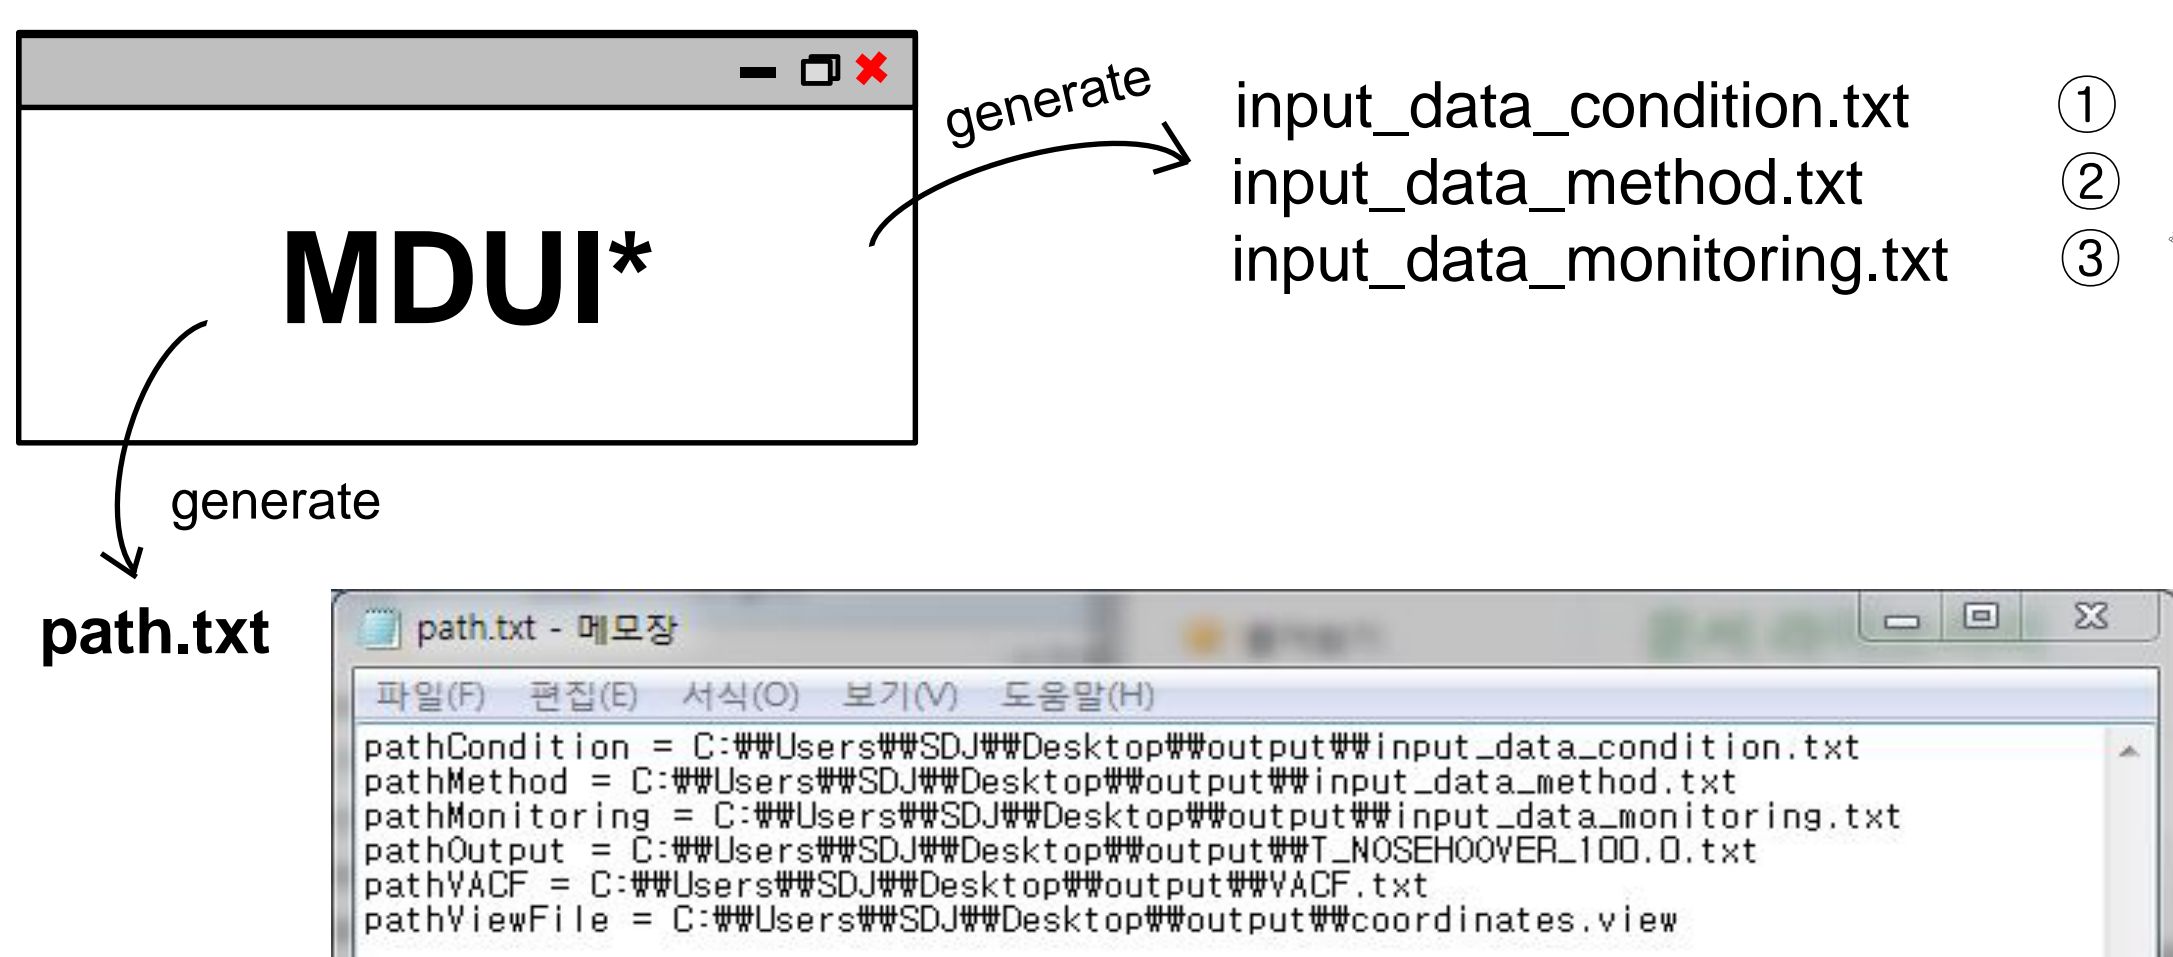 MDUI*
generate
input_data_condition.txt ①
input_data_method.txt ②
input_data_monitoring.txt ③
generate
path.txt
path.txt - 메모장
파일(F) 편집(E) 서식(O) 보기(V) 도움말(H)
pathCondition = C:₩₩Users₩₩SDJ₩₩Desktop₩₩output₩₩input_data_condition.txt
pathMethod = C:₩₩Users₩₩SDJ₩₩Desktop₩₩output₩₩input_data_method.txt
pathMonitoring = C:₩₩Users₩₩SDJ₩₩Desktop₩₩output₩₩input_data_monitoring.txt
pathOutput = C:₩₩Users₩₩SDJ₩₩Desktop₩₩output₩₩T_NOSEHOOVER_100.0.txt
pathVACF = C:₩₩Users₩₩SDJ₩₩Desktop₩₩output₩₩VACF.txt
pathViewFile = C:₩₩Users₩₩SDJ₩₩Desktop₩₩output₩₩coordinates.view